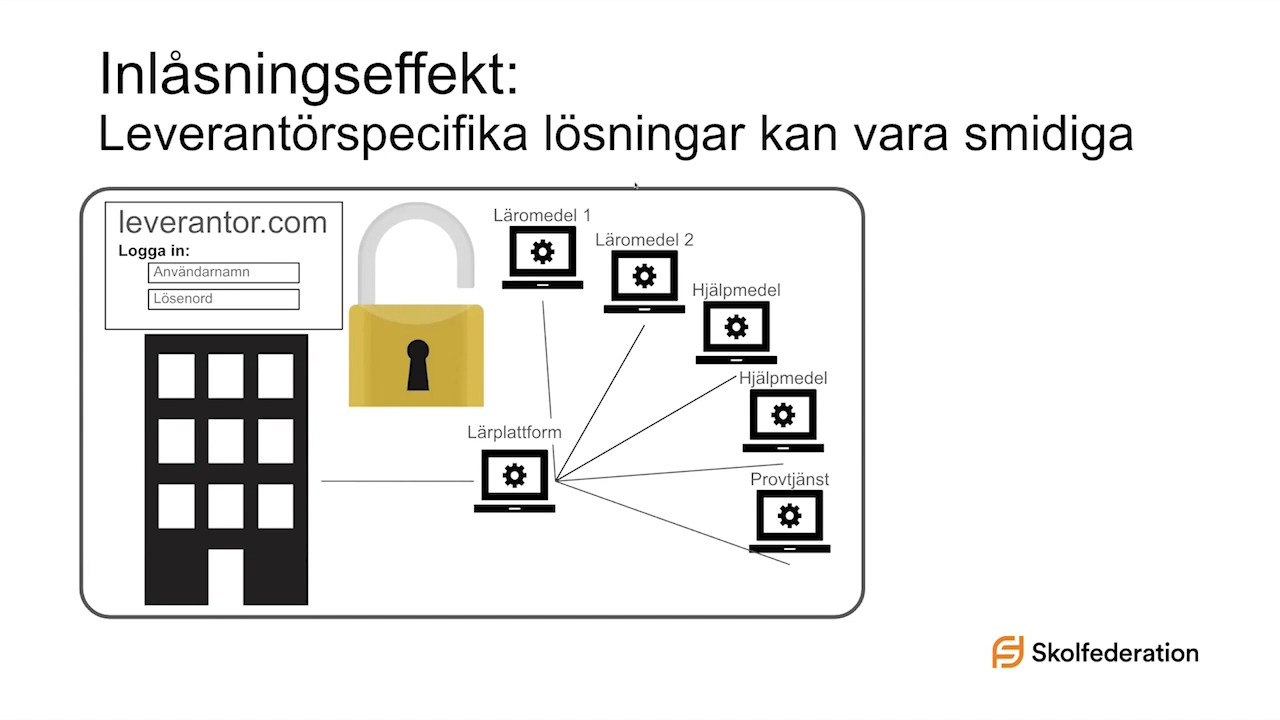 Inlåsningseffekt:
Leverantörspecifika lösningar kan vara smidiga
leverantor.com
Logga in:
Användarnamn
Lösenord
Läromedel 1
Läromedel 2
Hjälpmedel
Hjälpmedel
Lärplattform
Provtjänst
Skolfederation